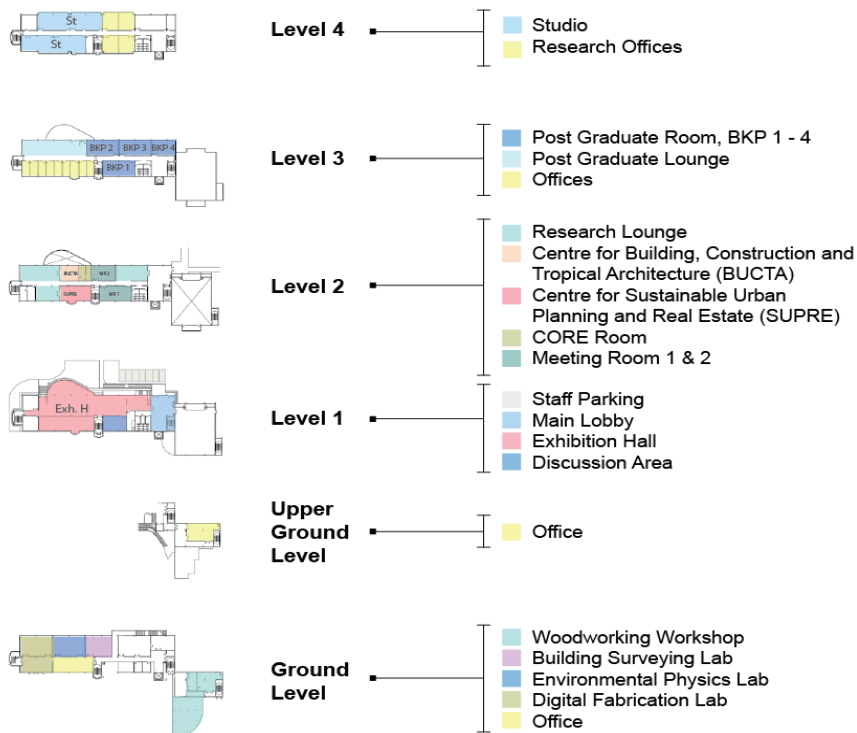 St
St
Level 4
Studio
Research Offices
BKP 2
BKP 3
BKP 4
BKP 1
Level 3
Post Graduate Room, BKP 1 - 4
Post Graduate Lounge
Offices
BUCTA
MR 2
SUPRE
MR 1
Level 2
Research Lounge
Centre for Building, Construction and
Tropical Architecture (BUCTA)
Centre for Sustainable Urban
Planning and Real Estate (SUPRE)
CORE Room
Meeting Room 1 & 2
Exh. H
Level 1
Staff Parking
Main Lobby
Exhibition Hall
Discussion Area
Upper
Ground
Level
Office
Ground
Level
Woodworking Workshop
Building Surveying Lab
Environmental Physics Lab
Digital Fabrication Lab
Office